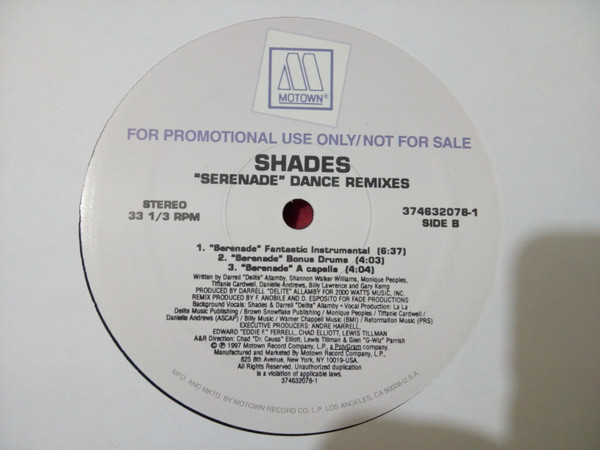 MOTOWN®
FOR PROMOTIONAL USE ONLY/NOT FOR SALE
SHADES
"SERENADE" DANCE REMIXES
STEREO
33 1/3 RPM
374632078-1
SIDE B
1. "Serenade" Fantastic Instrumental (6:37)
2. "Serenade" Bonus Drums (4:03)
3. "Serenade" A capella (4:04)
Written by Darrell "Delite" Allamby, Shannon Walker Williams, Monique Peoples,
Tiffanie Cardwell, Danielle Andrews, Billy Lawrence and Gary Kemp
PRODUCED BY DARRELL "DELITE" ALLAMBY FOR 2000 WATTS MUSIC, INC.
REMIX PRODUCED BY F. ANOBILE AND D. ESPOSITO FOR FADE PRODUCTIONS
Background Vocals: Shades & Darrell "Delite" Allamby • Vocal Production: La La
Delite Music Publishing / Brown Snowflake Publishing / Monique Peoples / Tiffanie Cardwell /
Danielle Andrews (ASCAP) / Billy Music / Warner Chappell Music (BMI) / Reformation Music (PRS)
EXECUTIVE PRODUCERS: ANDRE HARRELL,
EDWARD "EDDIE F." FERRELL, CHAD ELLIOTT, LEWIS TILLMAN
A&R Direction: Chad "Dr. Ceuss" Elliott, Lewis Tillman & Glen "G-Wiz" Parrish
℗ © 1997 Motown Record Company, L.P., a PolyGram company.
Manufactured and Marketed By Motown Record Company, L.P.,
825 8th Avenue, New York, NY 10019-USA.
All Rights Reserved. Unauthorized duplication
is a violation of applicable laws.
374632078-1
MFD. AND MKTD. BY MOTOWN RECORD CO. L.P. LOS ANGELES, CA 90028-U.S.A.